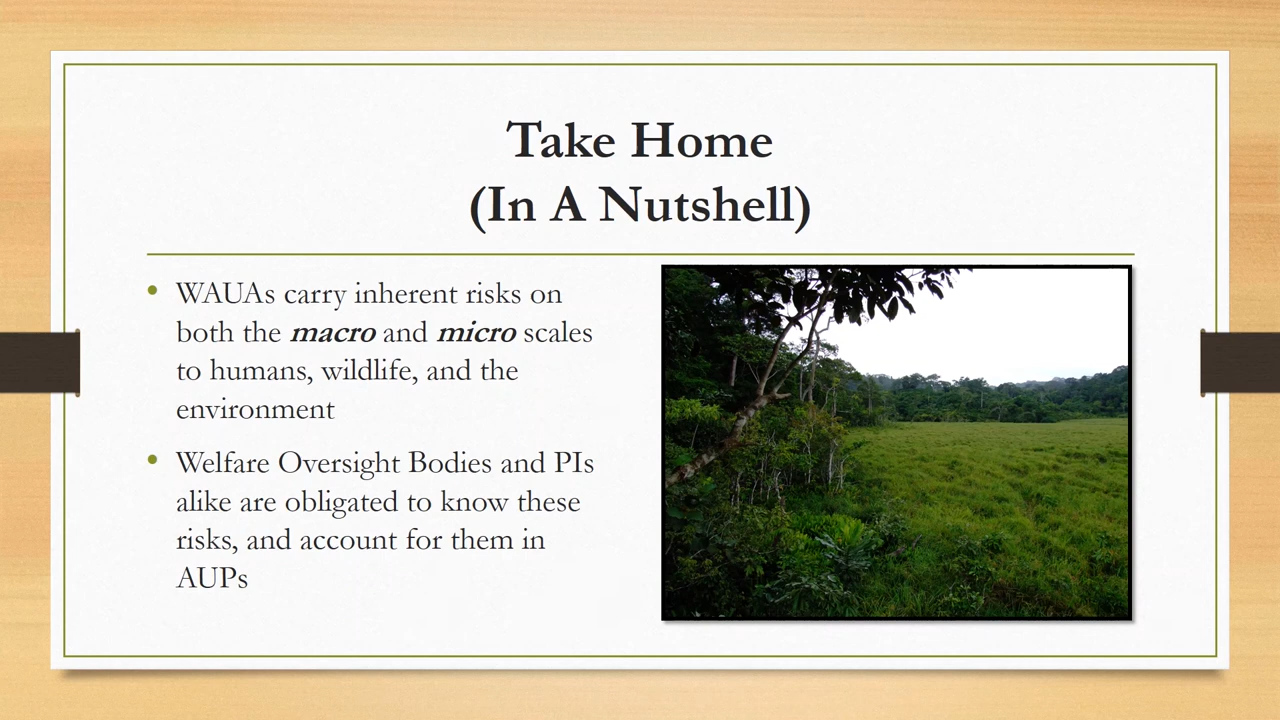 Take Home
(In A Nutshell)
• WAUAs carry inherent risks on
both the macro and micro scales
to humans, wildlife, and the
environment
• Welfare Oversight Bodies and PIs
alike are obligated to know these
risks, and account for them in
AUPs